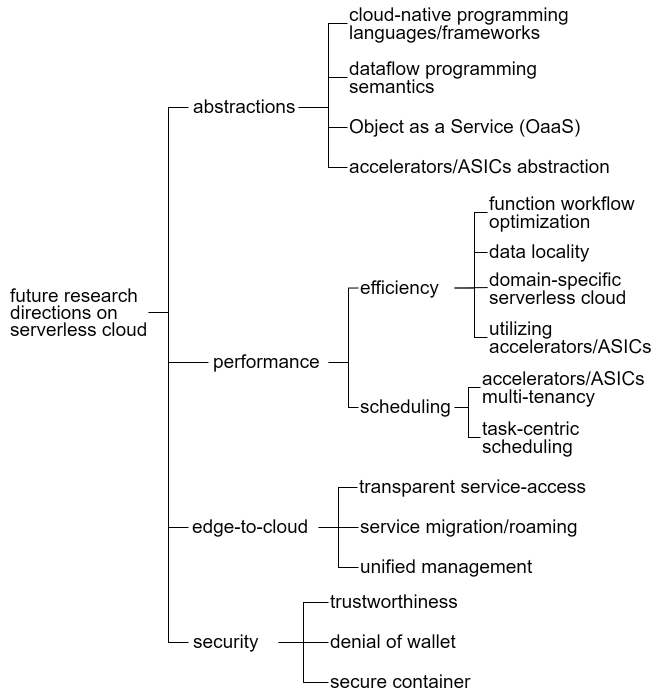 future research
directions on
serverless cloud
abstractions
cloud-native programming
languages/frameworks
dataflow programming
semantics
Object as a Service (OaaS)
accelerators/ASICs abstraction
performance
efficiency
function workflow
optimization
data locality
domain-specific
serverless cloud
utilizing
accelerators/ASICs
scheduling
accelerators/ASICs
multi-tenancy
task-centric
scheduling
edge-to-cloud
transparent service-access
service migration/roaming
unified management
security
trustworthiness
denial of wallet
secure container